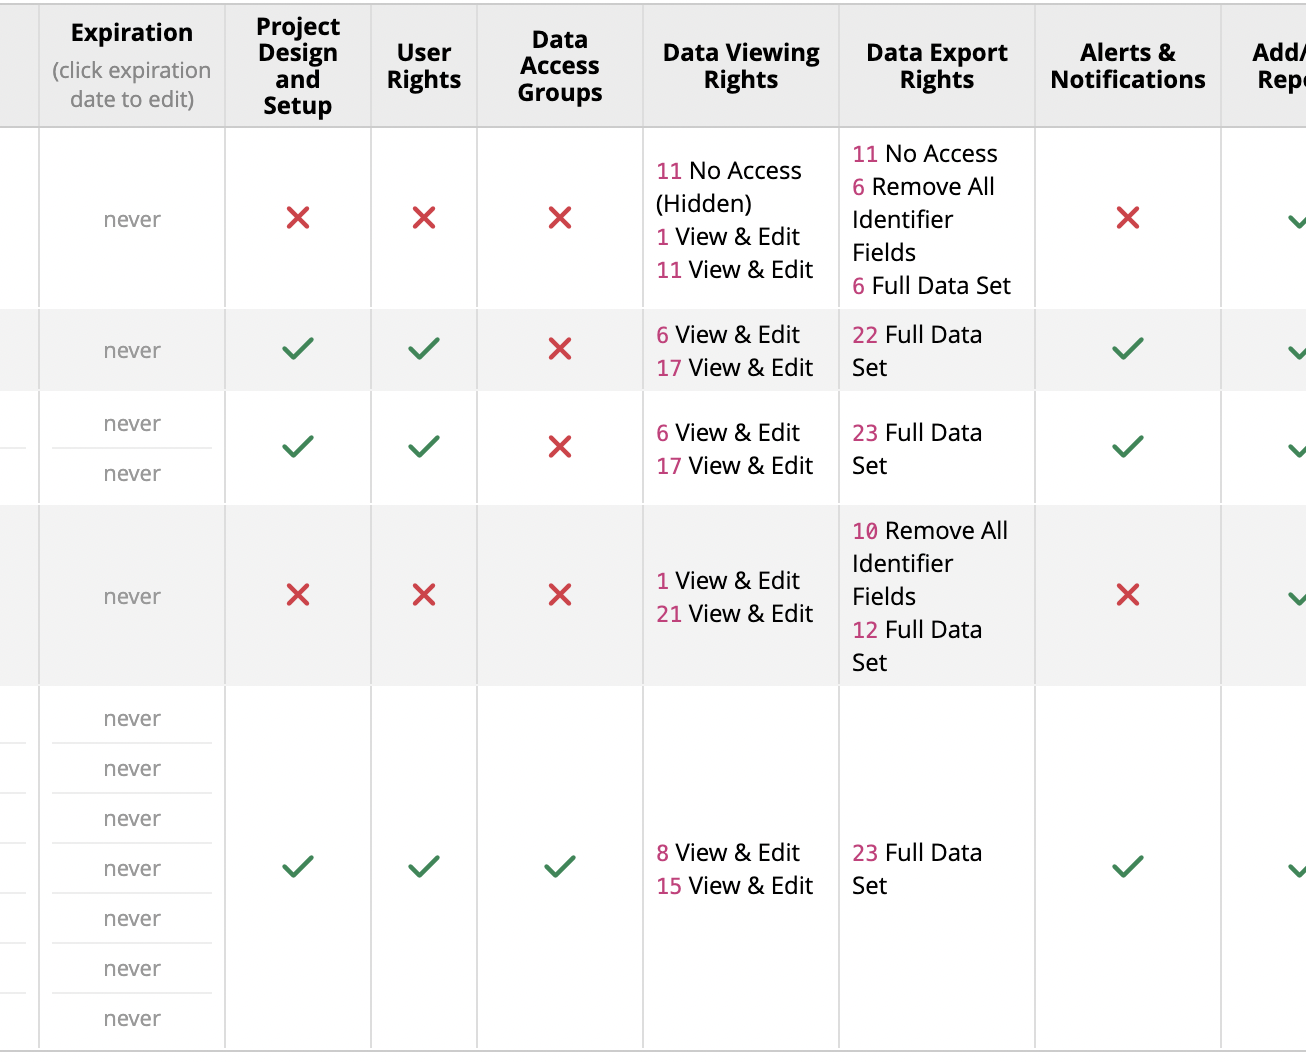 Expiration
(click expiration
date to edit)
Project
Design
and
Setup
User
Rights
Data
Access
Groups
Data Viewing
Rights
Data Export
Rights
Alerts &
Notifications
never
11 No Access
(Hidden)
1 View & Edit
11 View & Edit
11 No Access
6 Remove All
Identifier
Fields
6 Full Data Set
never
6 View & Edit
17 View & Edit
22 Full Data
Set
never
never
6 View & Edit
17 View & Edit
23 Full Data
Set
never
1 View & Edit
21 View & Edit
10 Remove All
Identifier
Fields
12 Full Data
Set
never
never
never
never
never
never
never
8 View & Edit
15 View & Edit
23 Full Data
Set